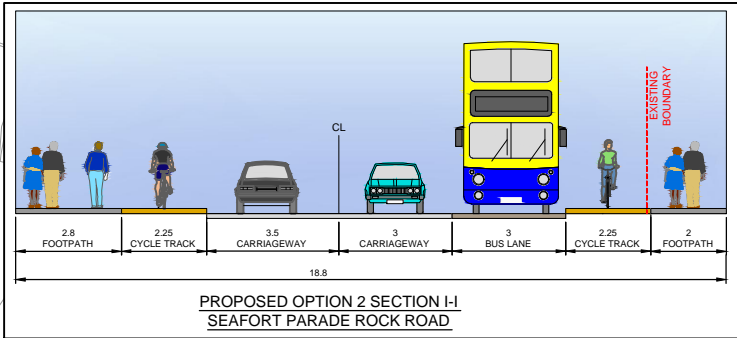 CL
EXISTING
BOUNDARY
2.8
FOOTPATH
2.25
CYCLE TRACK
3.5
CARRIAGEWAY
3
CARRIAGEWAY
3
BUS LANE
2.25
CYCLE TRACK
2
FOOTPATH
18.8
PROPOSED OPTION 2 SECTION I-I
SEAFORT PARADE ROCK ROAD